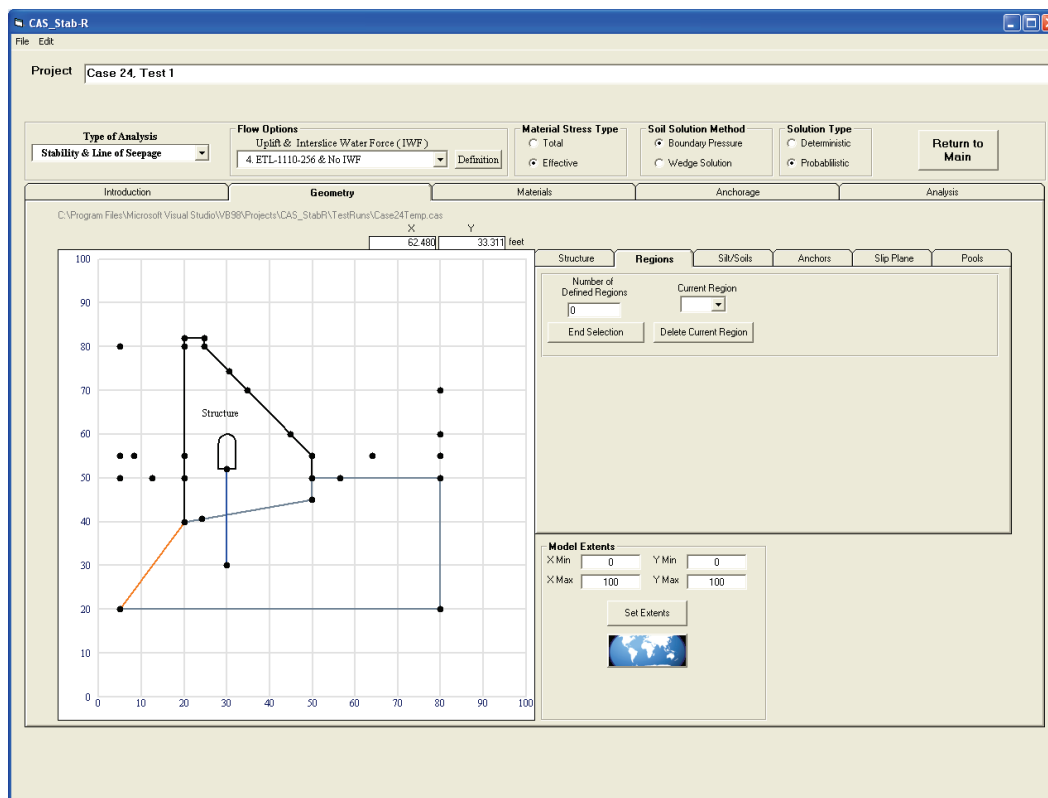 CAS_Stab-R
File Edit
Project Case 24, Test 1
Type of Analysis
Stability & Line of Seepage
Flow Options
Uplift & Interslice Water Force ( IWF )
4. ETL-1110-256 & No IWF
Definition
Material Stress Type
Total
Effective
Soil Solution Method
Boundary Pressure
Wedge Solution
Solution Type
Deterministic
Probablilistic
Return to
Main
Introduction Geometry Materials Anchorage Analysis
C:\Program Files\Microsoft Visual Studio\VB98\Projects\CAS_StabR\TestRuns\Case24Temp.cas
X Y
62.480 33.311 feet
Structure Regions Silt/Soils Anchors Slip Plane Pools
Number of
Defined Regions
0
Current Region
End Selection Delete Current Region
100
90
80
70
60
50
40
30
20
10
0
Structure
0 10 20 30 40 50 60 70 80 90 100
Model Extents
X Min 0 Y Min 0
X Max 100 Y Max 100
Set Extents